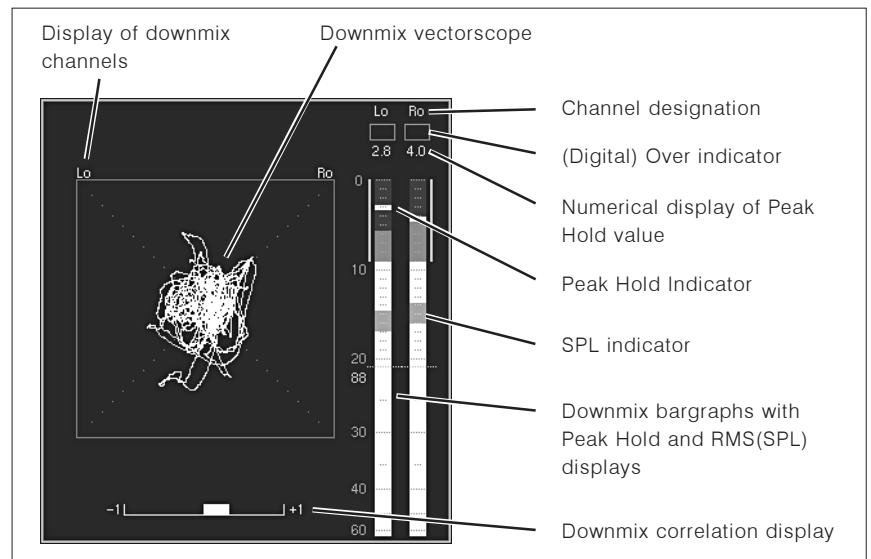 Display of downmix
channels
Downmix vectorscope
Lo Ro
Channel designation
(Digital) Over indicator
2.8 4.0
Numerical display of Peak
Hold value
Lo Ro
0
Peak Hold Indicator
10
SPL indicator
20
88
Downmix bargraphs with
Peak Hold and RMS(SPL)
displays
30
40
-1 +1
60
Downmix correlation display